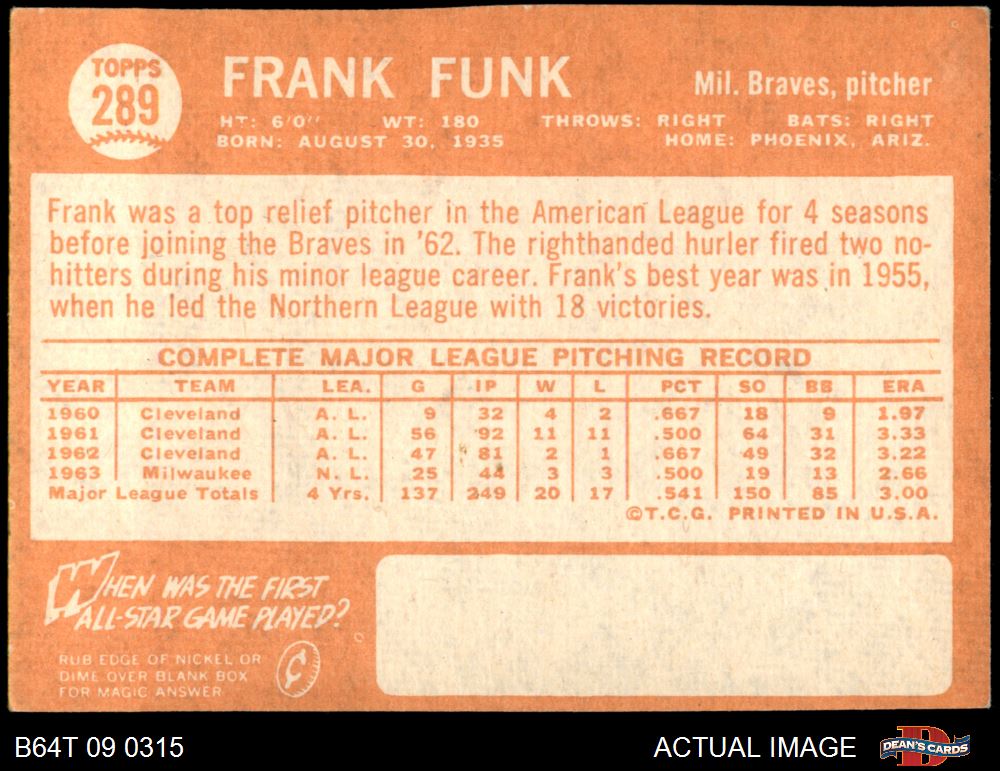 TOPPS
289
FRANK FUNK
Mil. Braves, pitcher
HT: 6'0" WT: 180 THROWS: RIGHT BATS: RIGHT
BORN: AUGUST 30, 1935 HOME: PHOENIX, ARIZ.
Frank was a top relief pitcher in the American League for 4 seasons
before joining the Braves in '62. The righthanded hurler fired two no-
hitters during his minor league career. Frank's best year was in 1955,
when he led the Northern League with 18 victories.
COMPLETE MAJOR LEAGUE PITCHING RECORD
YEAR TEAM LEA. G IP W L PCT SO BB ERA
1960 Cleveland A. L. 9 32 4 2 .667 18 9 1.97
1961 Cleveland A. L. 56 92 11 11 .500 64 31 3.33
1962 Cleveland A. L. 47 81 2 1 .667 49 32 3.22
1963 Milwaukee N. L. 25 44 3 3 .500 19 13 2.66
Major League Totals 4 Yrs. 137 249 20 17 .541 150 85 3.00
©T.C.G. PRINTED IN U.S.A.
WHEN WAS THE FIRST
ALL-STAR GAME PLAYED?
RUB EDGE OF NICKEL OR
DIME OVER BLANK BOX
FOR MAGIC ANSWER
¢
B64T 09 0315
ACTUAL IMAGE
D
DEAN'S CARDS